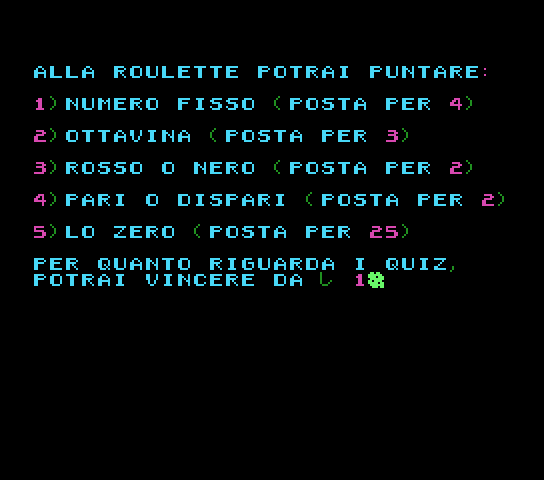 ALLA ROULETTE POTRAI PUNTARE:
1)NUMERO FISSO (POSTA PER 4)
2)OTTAVINA (POSTA PER 3)
3)ROSSO O NERO (POSTA PER 2)
4)PARI O DISPARI (POSTA PER 2)
5)LO ZERO (POSTA PER 25)
PER QUANTO RIGUARDA I QUIZ,
POTRAI VINCERE DA L 1